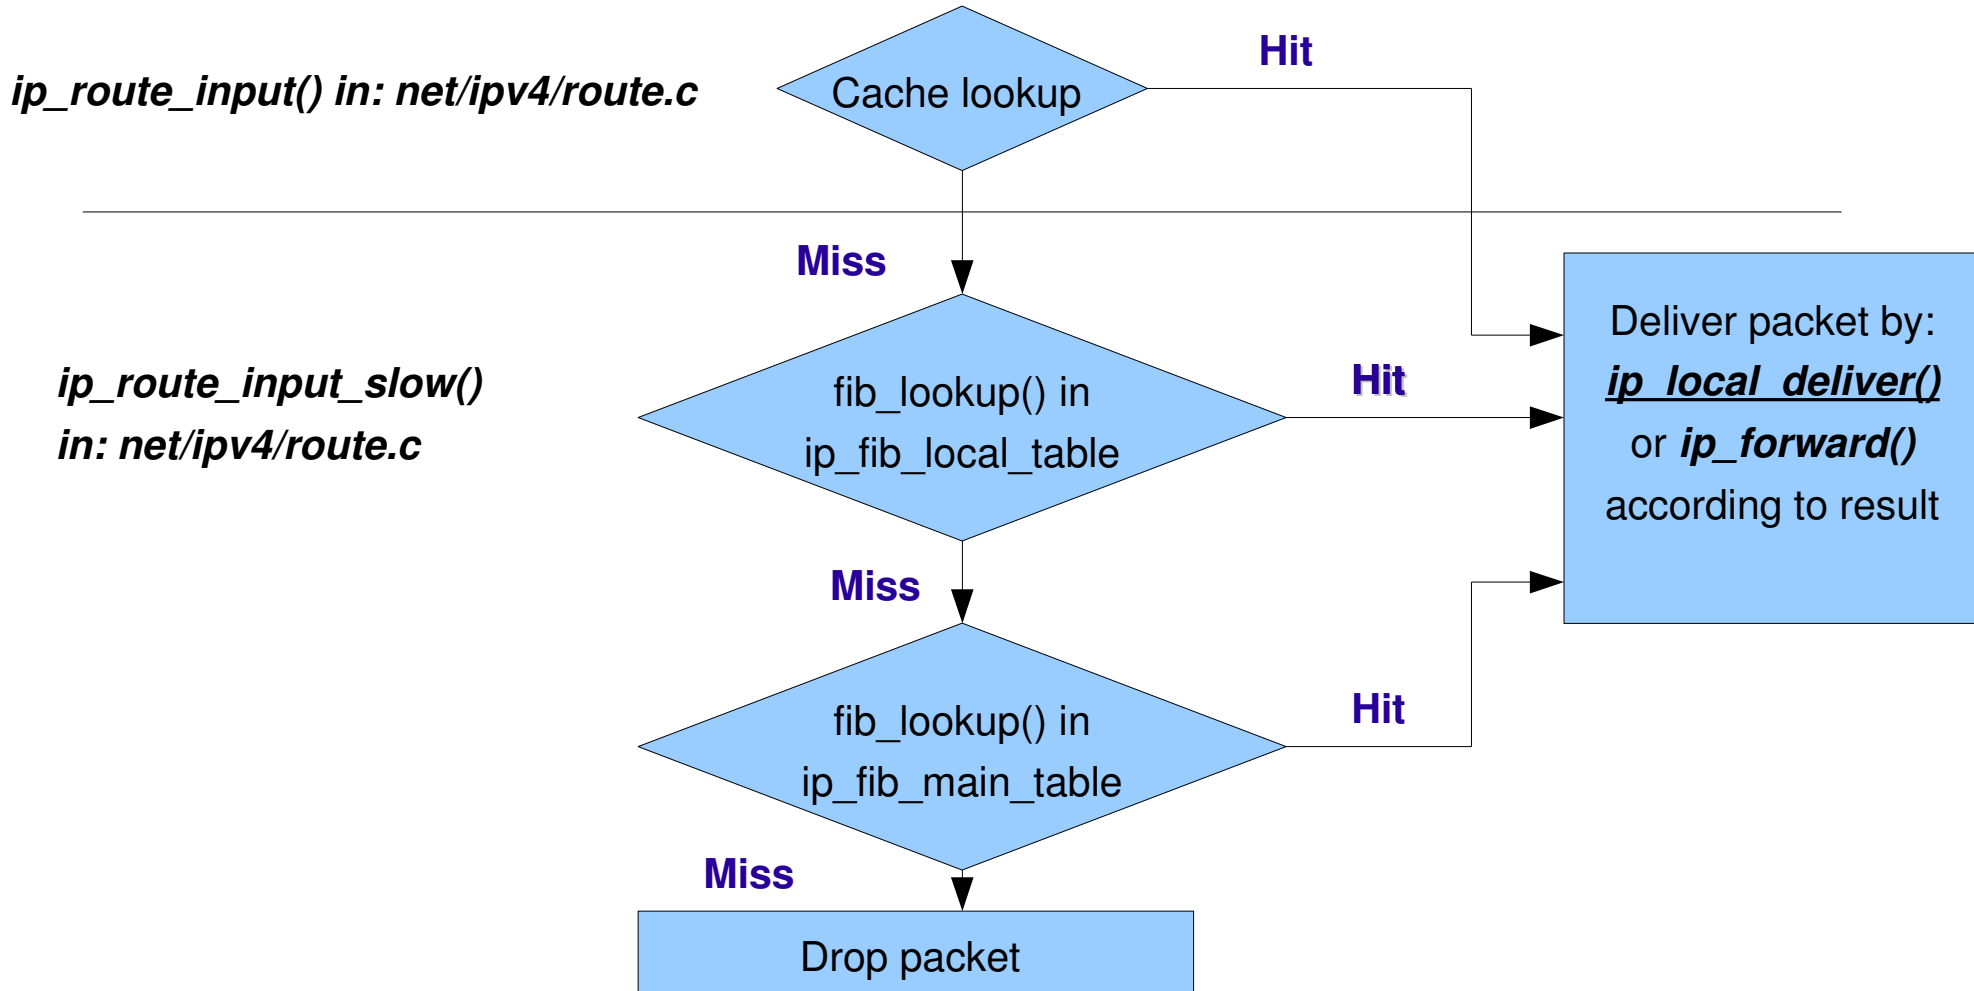 Hit
ip_route_input() in: net/ipv4/route.c
Cache lookup
Miss
Deliver packet by:
ip_local_deliver()
or ip_forward()
according to result
ip_route_input_slow()
in: net/ipv4/route.c
fib_lookup() in
ip_fib_local_table
Hit
Miss
fib_lookup() in
ip_fib_main_table
Hit
Miss
Drop packet